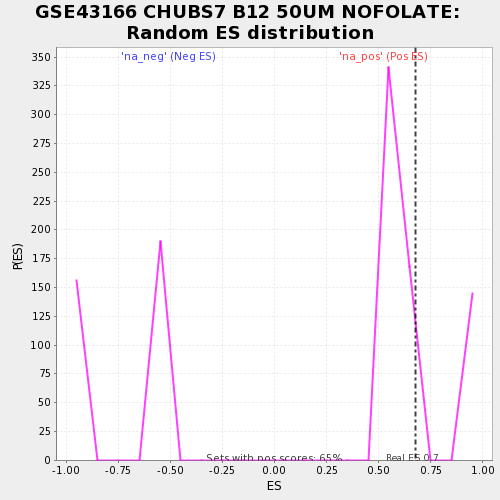 GSE43166 CHUBS7 B12 50UM NOFOLATE:
Random ES distribution
'na_neg' (Neg ES)
'na_pos' (Pos ES)
350
325
300
275
250
225
200
175
150
125
100
75
50
25
0
P(ES)
Sets with pos scores: 65%
Real ES 0.7
-1.00 -0.75 -0.50 -0.25 0.00 0.25 0.50 0.75 1.00
ES